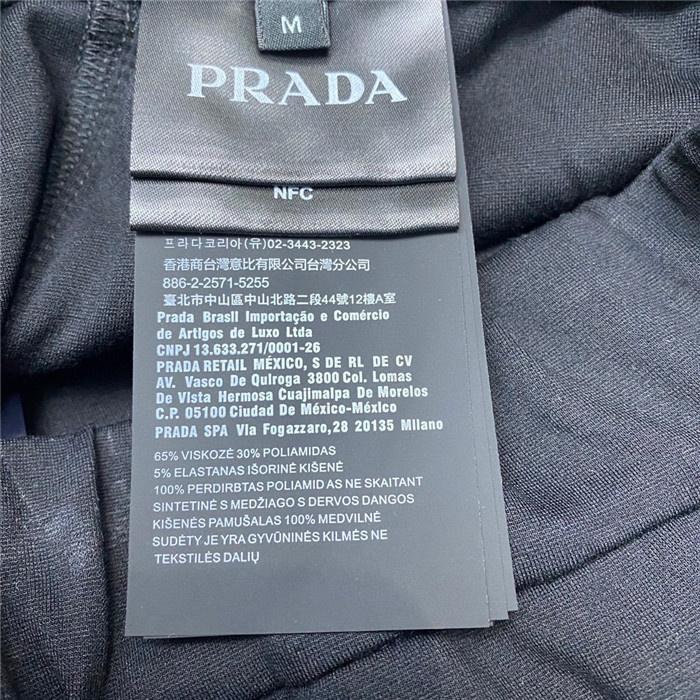 M
PRADA
NFC
프라다코리아(유)02-3443-2323
香港商台灣意比有限公司台灣分公司
886-2-2571-5255
臺北市中山區中山北路二段44號12樓A室
Prada Brasil Importação e Comércio
de Artigos de Luxo Ltda
CNPJ 13.633.271/0001-26
PRADA RETAIL MÉXICO, S DE RL DE CV
AV. Vasco De Quiroga 3800 Col. Lomas
De Vista Hermosa Cuajimalpa De Morelos
C.P. 05100 Ciudad De México-México
PRADA SPA Via Fogazzaro,28 20135 Milano
65% VISKOZĖ 30% POLIAMIDAS
5% ELASTANAS IŠORINĖ KIŠENĖ
100% PERDIRBTAS POLIAMID AS NE SKAITANT
SINTETINĖ S MEDŽIAGO S DERVOS DANGOS
KIŠENĖS PAMUŠALAS 100% MEDVILNĖ
SUDĖTY JE YRA GYVŪNINĖS KILMĖS NE
TEKSTILĖS DALIŲ